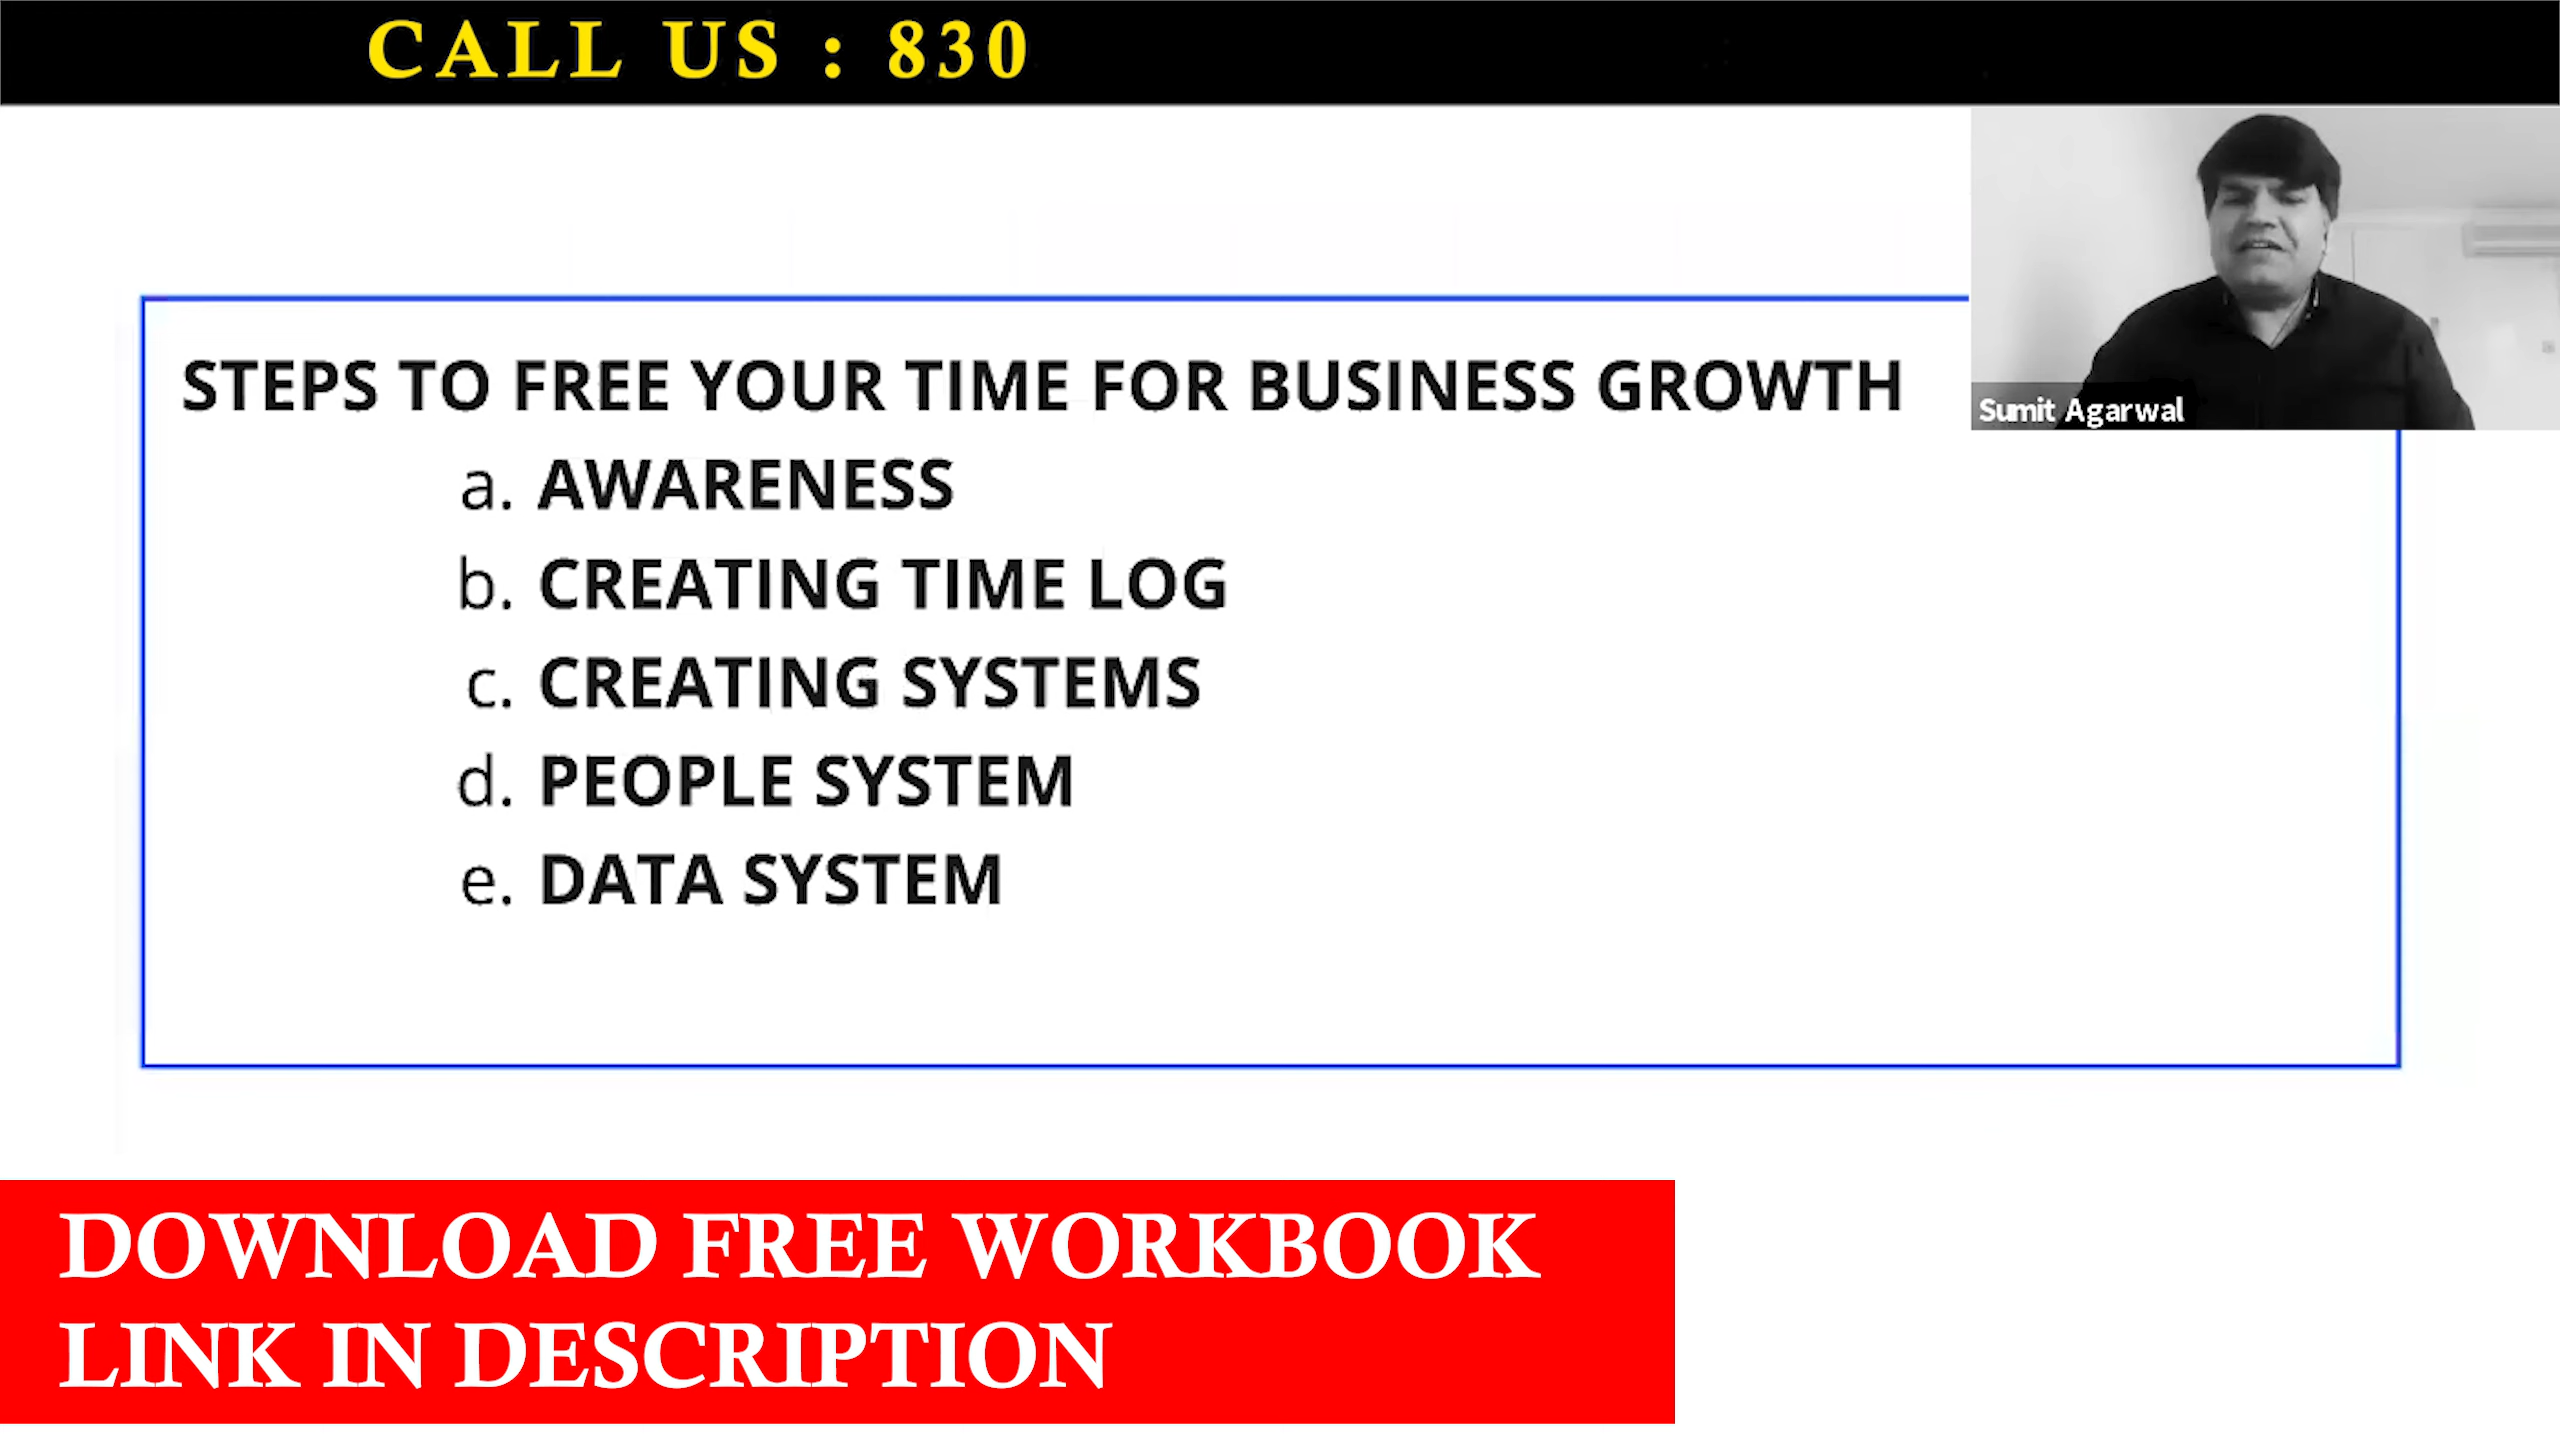 CALL US : 830
Sumit Agarwal
STEPS TO FREE YOUR TIME FOR BUSINESS GROWTH
a. AWARENESS
b. CREATING TIME LOG
c. CREATING SYSTEMS
d. PEOPLE SYSTEM
e. DATA SYSTEM
DOWNLOAD FREE WORKBOOK
LINK IN DESCRIPTION